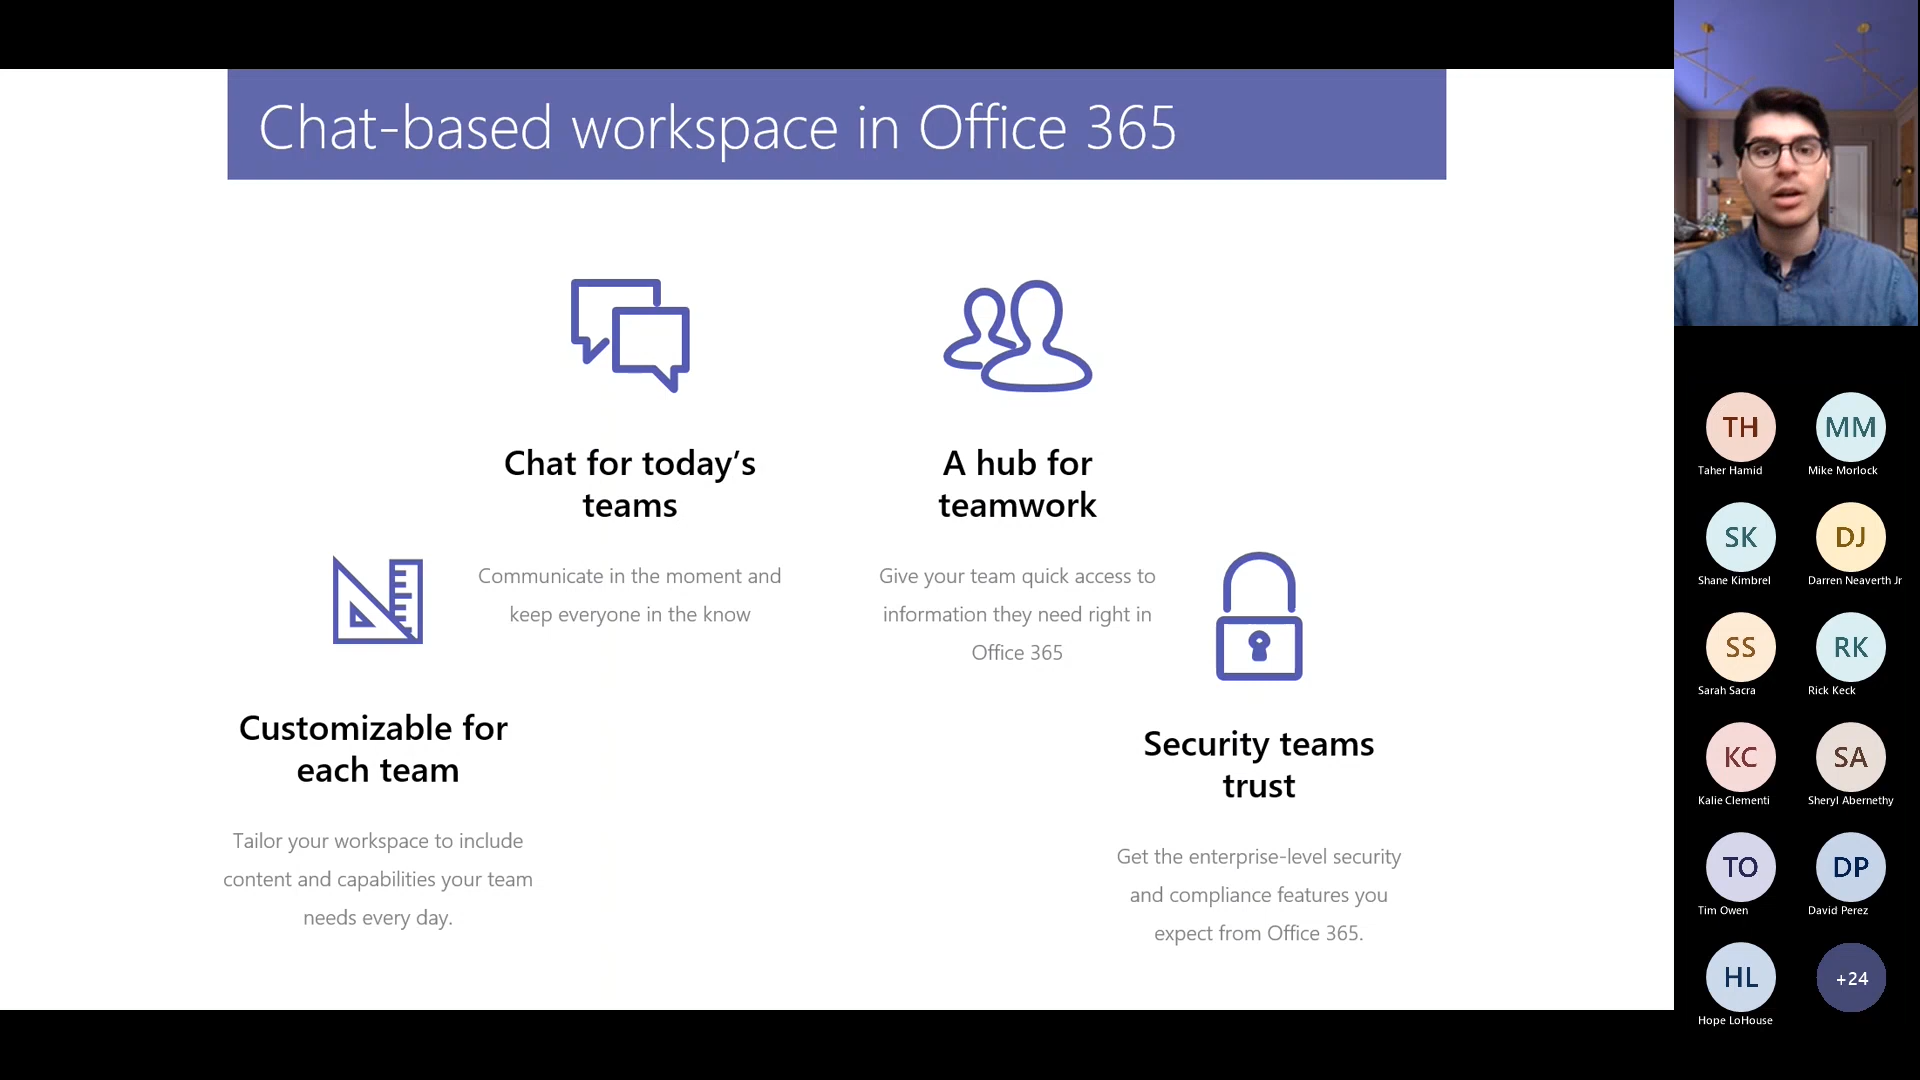 Chat-based workspace in Office 365
Chat for today’s
teams
Communicate in the moment and
keep everyone in the know
A hub for
teamwork
Give your team quick access to
information they need right in
Office 365
Customizable for
each team
Tailor your workspace to include
content and capabilities your team
needs every day.
Security teams
trust
Get the enterprise-level security
and compliance features you
expect from Office 365.
TH
Taher Hamid
MM
Mike Morlock
SK
Shane Kimbrel
DJ
Darren Neaverth Jr
SS
Sarah Sacra
RK
Rick Keck
KC
Kalie Clementi
SA
Sheryl Abernethy
TO
Tim Owen
DP
David Perez
HL
Hope LoHouse
+24